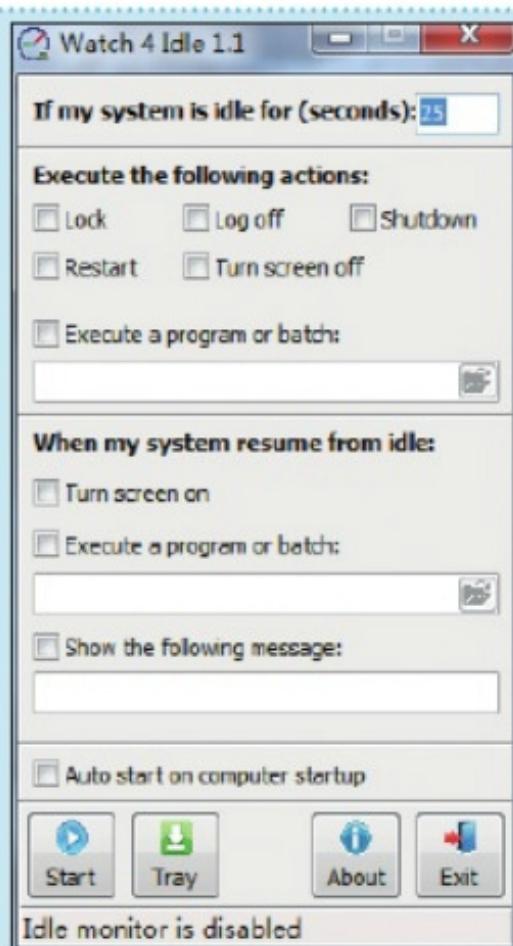 Watch 4 Idle 1.1
If my system is idle for (seconds): 25
Execute the following actions:
Lock Log off Shutdown
Restart Turn screen off
Execute a program or batch:
When my system resume from idle:
Turn screen on
Execute a program or batch:
Show the following message:
Auto start on computer startup
Start Tray About Exit
Idle monitor is disabled